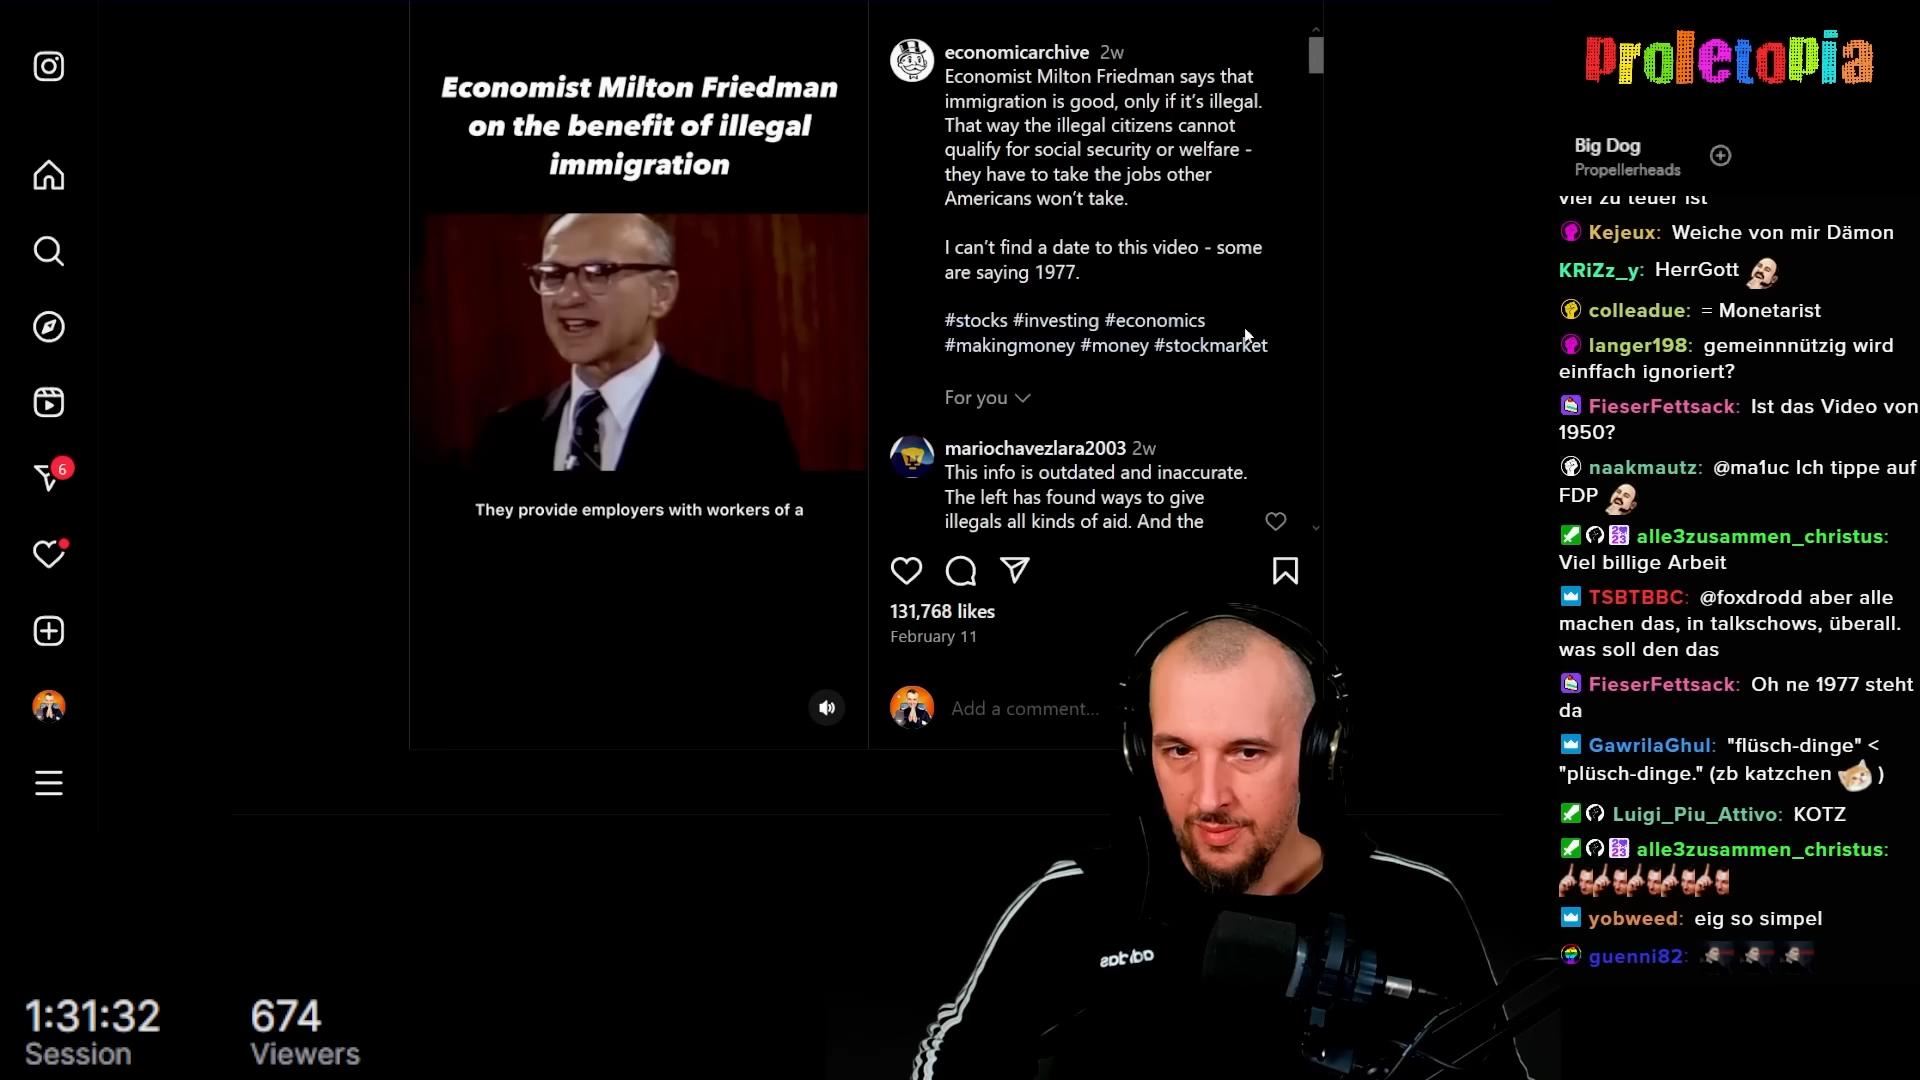 Economist Milton Friedman
on the benefit of illegal
immigration
They provide employers with workers of a
economicarchive 2w
Economist Milton Friedman says that
immigration is good, only if it’s illegal.
That way the illegal citizens cannot
qualify for social security or welfare -
they have to take the jobs other
Americans won’t take.
I can’t find a date to this video - some
are saying 1977.
#stocks #investing #economics
#makingmoney #money #stockmarket
For you
mariochavezlara2003 2w
This info is outdated and inaccurate.
The left has found ways to give
illegals all kinds of aid. And the
131,768 likes
February 11
Add a comment...
6
Proletopia
Big Dog
Propellerheads
viel zu teuer ist
Kejeux: Weiche von mir Dämon
KRiZz_y: HerrGott
colleadue: = Monetarist
langer198: gemeinnnützig wird
einffach ignoriert?
FieserFettsack: Ist das Video von
1950?
naakmautz: @ma1uc Ich tippe auf
FDP
alle3zusammen_christus:
Viel billige Arbeit
TSBTBBC: @foxdrodd aber alle
machen das, in talkschows, überall.
was soll den das
FieserFettsack: Oh ne 1977 steht
da
GawrilaGhul: "flüsch-dinge" <
"plüsch-dinge." (zb katzchen )
Luigi_Piu_Attivo: KOTZ
alle3zusammen_christus:
yobweed: eig so simpel
guenni82:
1:31:32
Session
674
Viewers